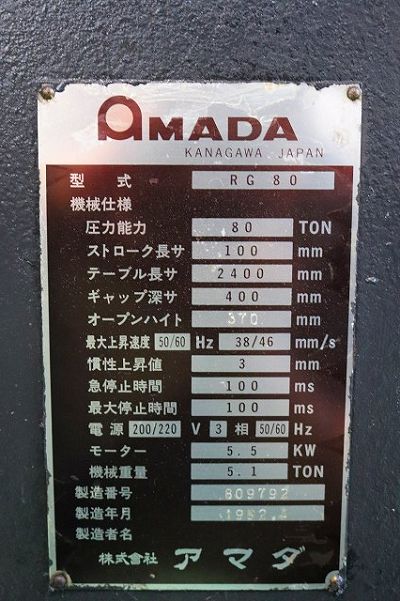 AMADA
KANAGAWA JAPAN
型式 RG 80
機械仕様
圧力能力 80 TON
ストローク長サ 100 mm
テーブル長サ 2400 mm
ギャップ深サ 400 mm
オープンハイト 370 mm
最大上昇速度 50/60 Hz 38/46 mm/s
慣性上昇値 3 mm
急停止時間 100 ms
最大停止時間 100 ms
電源 200/220 V 3 相 50/60 Hz
モーター 5.5 KW
機械重量 5.1 TON
製造番号 809792
製造年月
製造者名
株式会社 アマダ